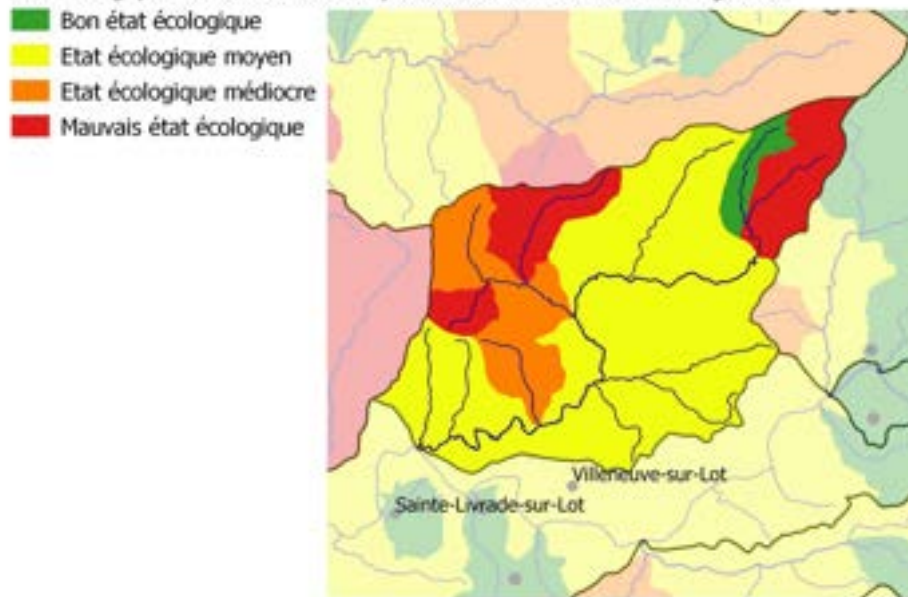 Bon état écologique
Etat écologique moyen
Etat écologique médiocre
Mauvais état écologique
Villeneuve-sur-Lot
Sainte-Livrade-sur-Lot